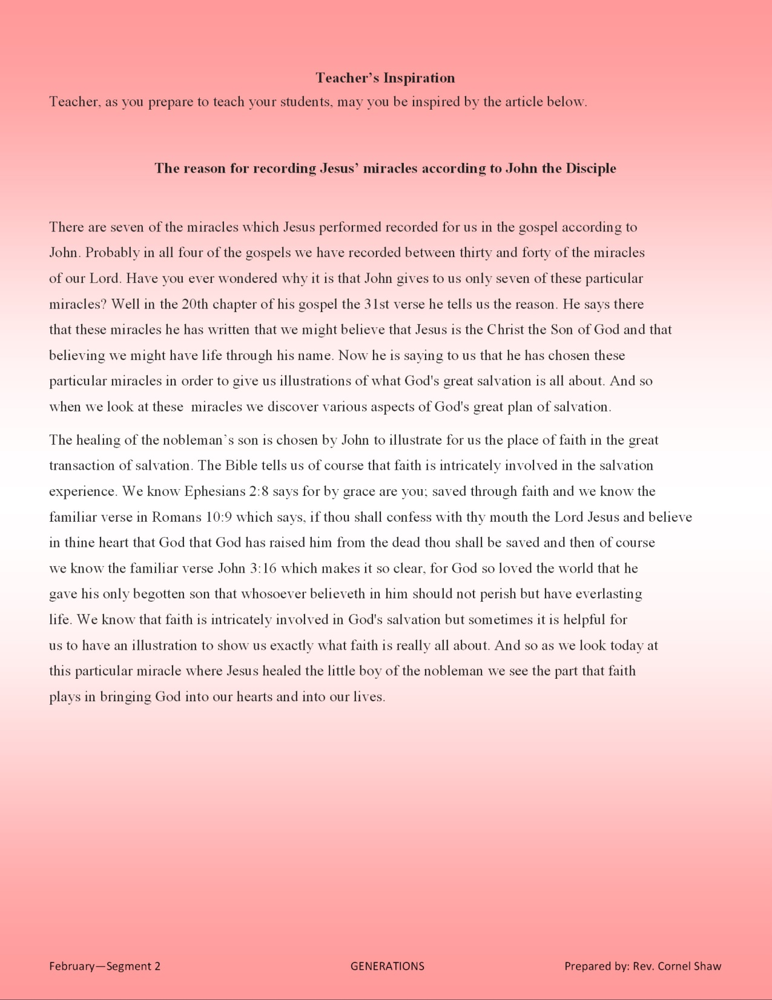 Teacher’s Inspiration
Teacher, as you prepare to teach your students, may you be inspired by the article below.
The reason for recording Jesus’ miracles according to John the Disciple
There are seven of the miracles which Jesus performed recorded for us in the gospel according to
John. Probably in all four of the gospels we have recorded between thirty and forty of the miracles
of our Lord. Have you ever wondered why it is that John gives to us only seven of these particular
miracles? Well in the 20th chapter of his gospel the 31st verse he tells us the reason. He says there
that these miracles he has written that we might believe that Jesus is the Christ the Son of God and that
believing we might have life through his name. Now he is saying to us that he has chosen these
particular miracles in order to give us illustrations of what God's great salvation is all about. And so
when we look at these  miracles we discover various aspects of God's great plan of salvation.
The healing of the nobleman’s son is chosen by John to illustrate for us the place of faith in the great
transaction of salvation. The Bible tells us of course that faith is intricately involved in the salvation
experience. We know Ephesians 2:8 says for by grace are you; saved through faith and we know the
familiar verse in Romans 10:9 which says, if thou shall confess with thy mouth the Lord Jesus and believe
in thine heart that God that God has raised him from the dead thou shall be saved and then of course
we know the familiar verse John 3:16 which makes it so clear, for God so loved the world that he
gave his only begotten son that whosoever believeth in him should not perish but have everlasting
life. We know that faith is intricately involved in God's salvation but sometimes it is helpful for
us to have an illustration to show us exactly what faith is really all about. And so as we look today at
this particular miracle where Jesus healed the little boy of the nobleman we see the part that faith
plays in bringing God into our hearts and into our lives.
February—Segment 2 GENERATIONS Prepared by: Rev. Cornel Shaw